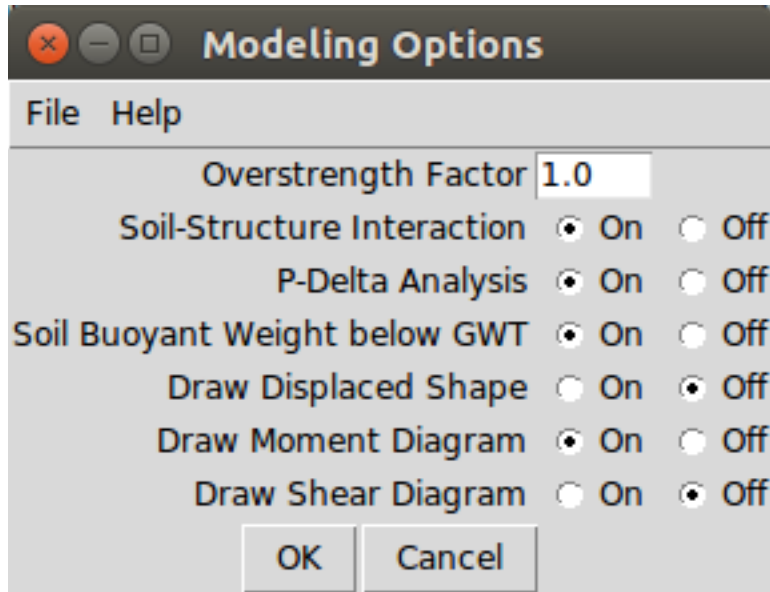 Modeling Options
File Help
Overstrength Factor 1.0
Soil-Structure Interaction On Off
P-Delta Analysis On Off
Soil Buoyant Weight below GWT On Off
Draw Displaced Shape On Off
Draw Moment Diagram On Off
Draw Shear Diagram On Off
OK Cancel